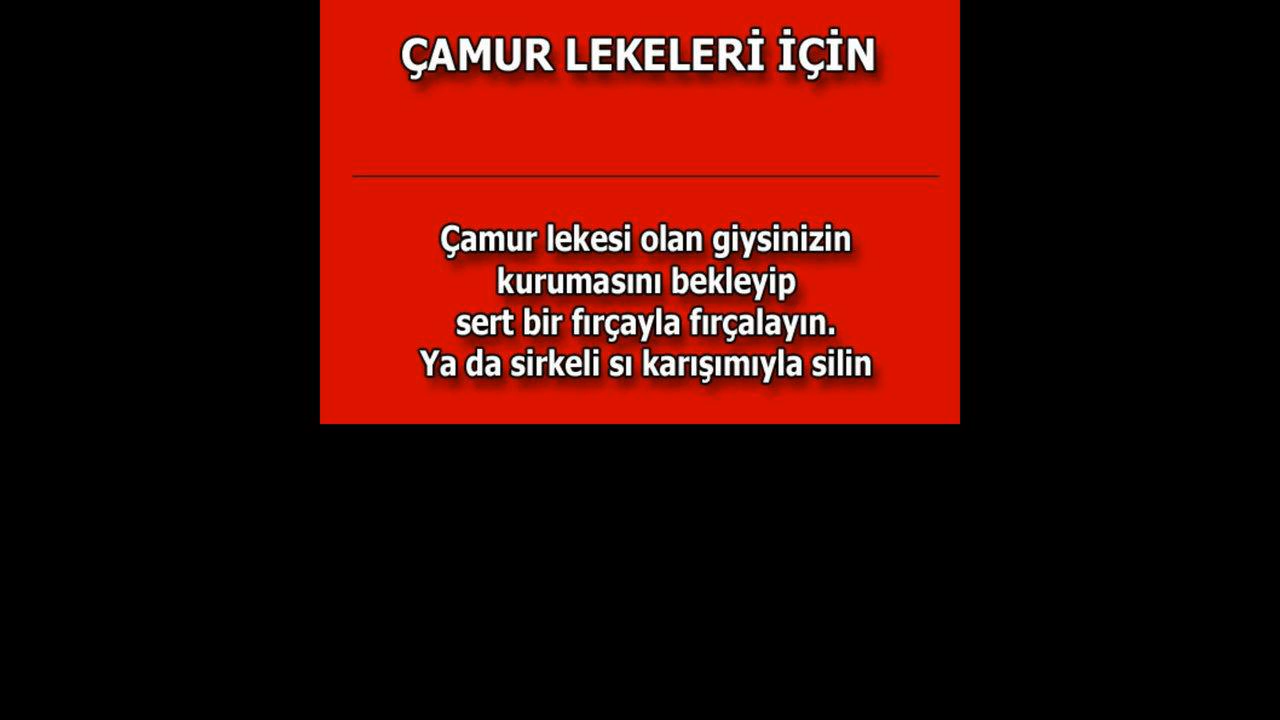 ÇAMUR LEKELERİ İÇİN
Çamur lekesi olan giysinizin
kurumasını bekleyip
sert bir fırçayla fırçalayın.
Ya da sirkeli sı karışımıyla silin